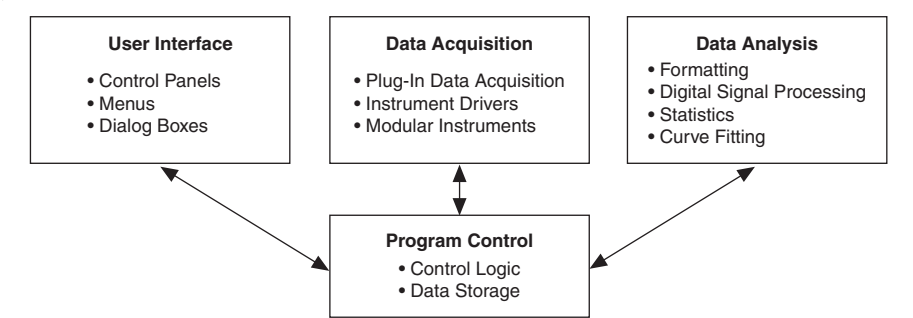 User Interface
• Control Panels
• Menus
• Dialog Boxes
Data Acquisition
• Plug-In Data Acquisition
• Instrument Drivers
• Modular Instruments
Data Analysis
• Formatting
• Digital Signal Processing
• Statistics
• Curve Fitting
Program Control
• Control Logic
• Data Storage